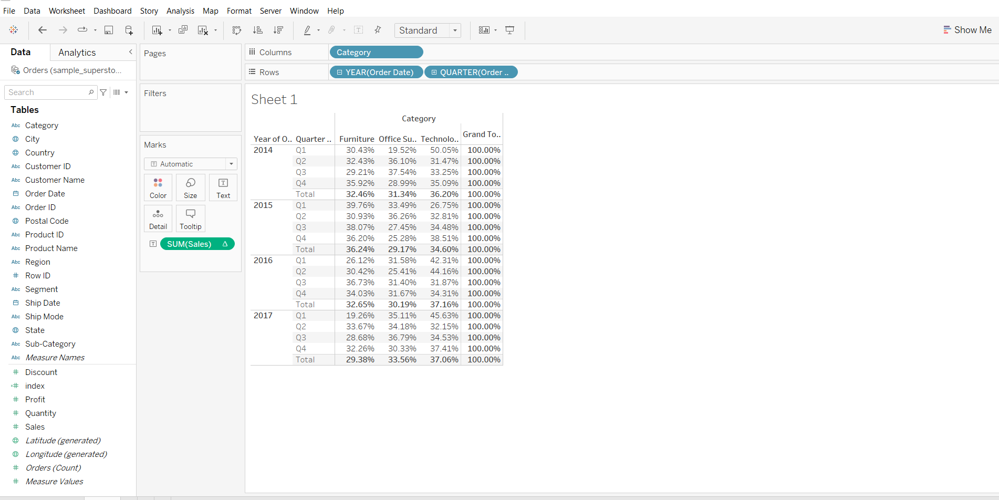 File Data Worksheet Dashboard Story Analysis Map Format Server Window Help
Standard
Show Me
Data Analytics
Orders (sample_supersto...
Search
Tables
Abc Category
City
Country
Abc Customer ID
Abc Customer Name
Order Date
Abc Order ID
Postal Code
Abc Product ID
Abc Product Name
Abc Region
# Row ID
Abc Segment
Ship Date
Abc Ship Mode
State
Abc Sub-Category
Abc Measure Names
# Discount
=# index
# Profit
# Quantity
# Sales
Latitude (generated)
Longitude (generated)
# Orders (Count)
# Measure Values
Pages
Filters
Marks
T Automatic
Color Size T Text
Detail Tooltip
T SUM(Sales) Δ
Columns Category
Rows YEAR(Order Date) QUARTER(Order ..
Sheet 1
Category
Year of O.. Quarter .. Furniture Office Su.. Technolo.. Grand To..
2014 Q1 30.43% 19.52% 50.05% 100.00%
Q2 32.43% 36.10% 31.47% 100.00%
Q3 29.21% 37.54% 33.25% 100.00%
Q4 35.92% 28.99% 35.09% 100.00%
Total 32.46% 31.34% 36.20% 100.00%
2015 Q1 39.76% 33.49% 26.75% 100.00%
Q2 30.93% 36.26% 32.81% 100.00%
Q3 38.07% 27.45% 34.48% 100.00%
Q4 36.20% 25.28% 38.51% 100.00%
Total 36.24% 29.17% 34.60% 100.00%
2016 Q1 26.12% 31.58% 42.31% 100.00%
Q2 30.42% 25.41% 44.16% 100.00%
Q3 36.73% 31.40% 31.87% 100.00%
Q4 34.03% 31.67% 34.31% 100.00%
Total 32.65% 30.19% 37.16% 100.00%
2017 Q1 19.26% 35.11% 45.63% 100.00%
Q2 33.67% 34.18% 32.15% 100.00%
Q3 28.68% 36.79% 34.53% 100.00%
Q4 32.26% 30.33% 37.41% 100.00%
Total 29.38% 33.56% 37.06% 100.00%